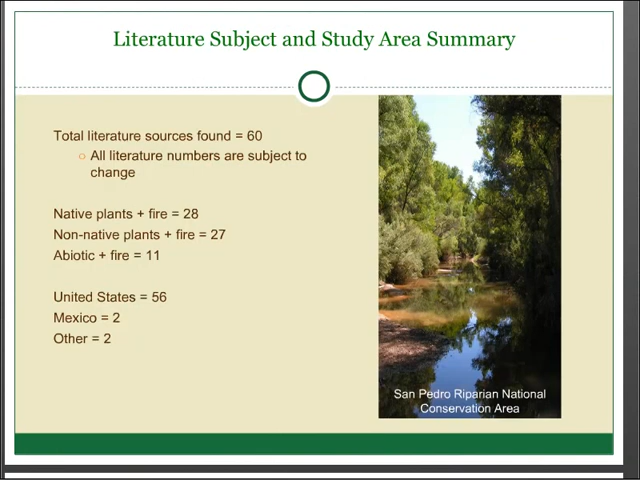 Literature Subject and Study Area Summary
Total literature sources found = 60
All literature numbers are subject to
change
Native plants + fire = 28
Non-native plants + fire = 27
Abiotic + fire = 11
United States = 56
Mexico = 2
Other = 2
San Pedro Riparian National
Conservation Area